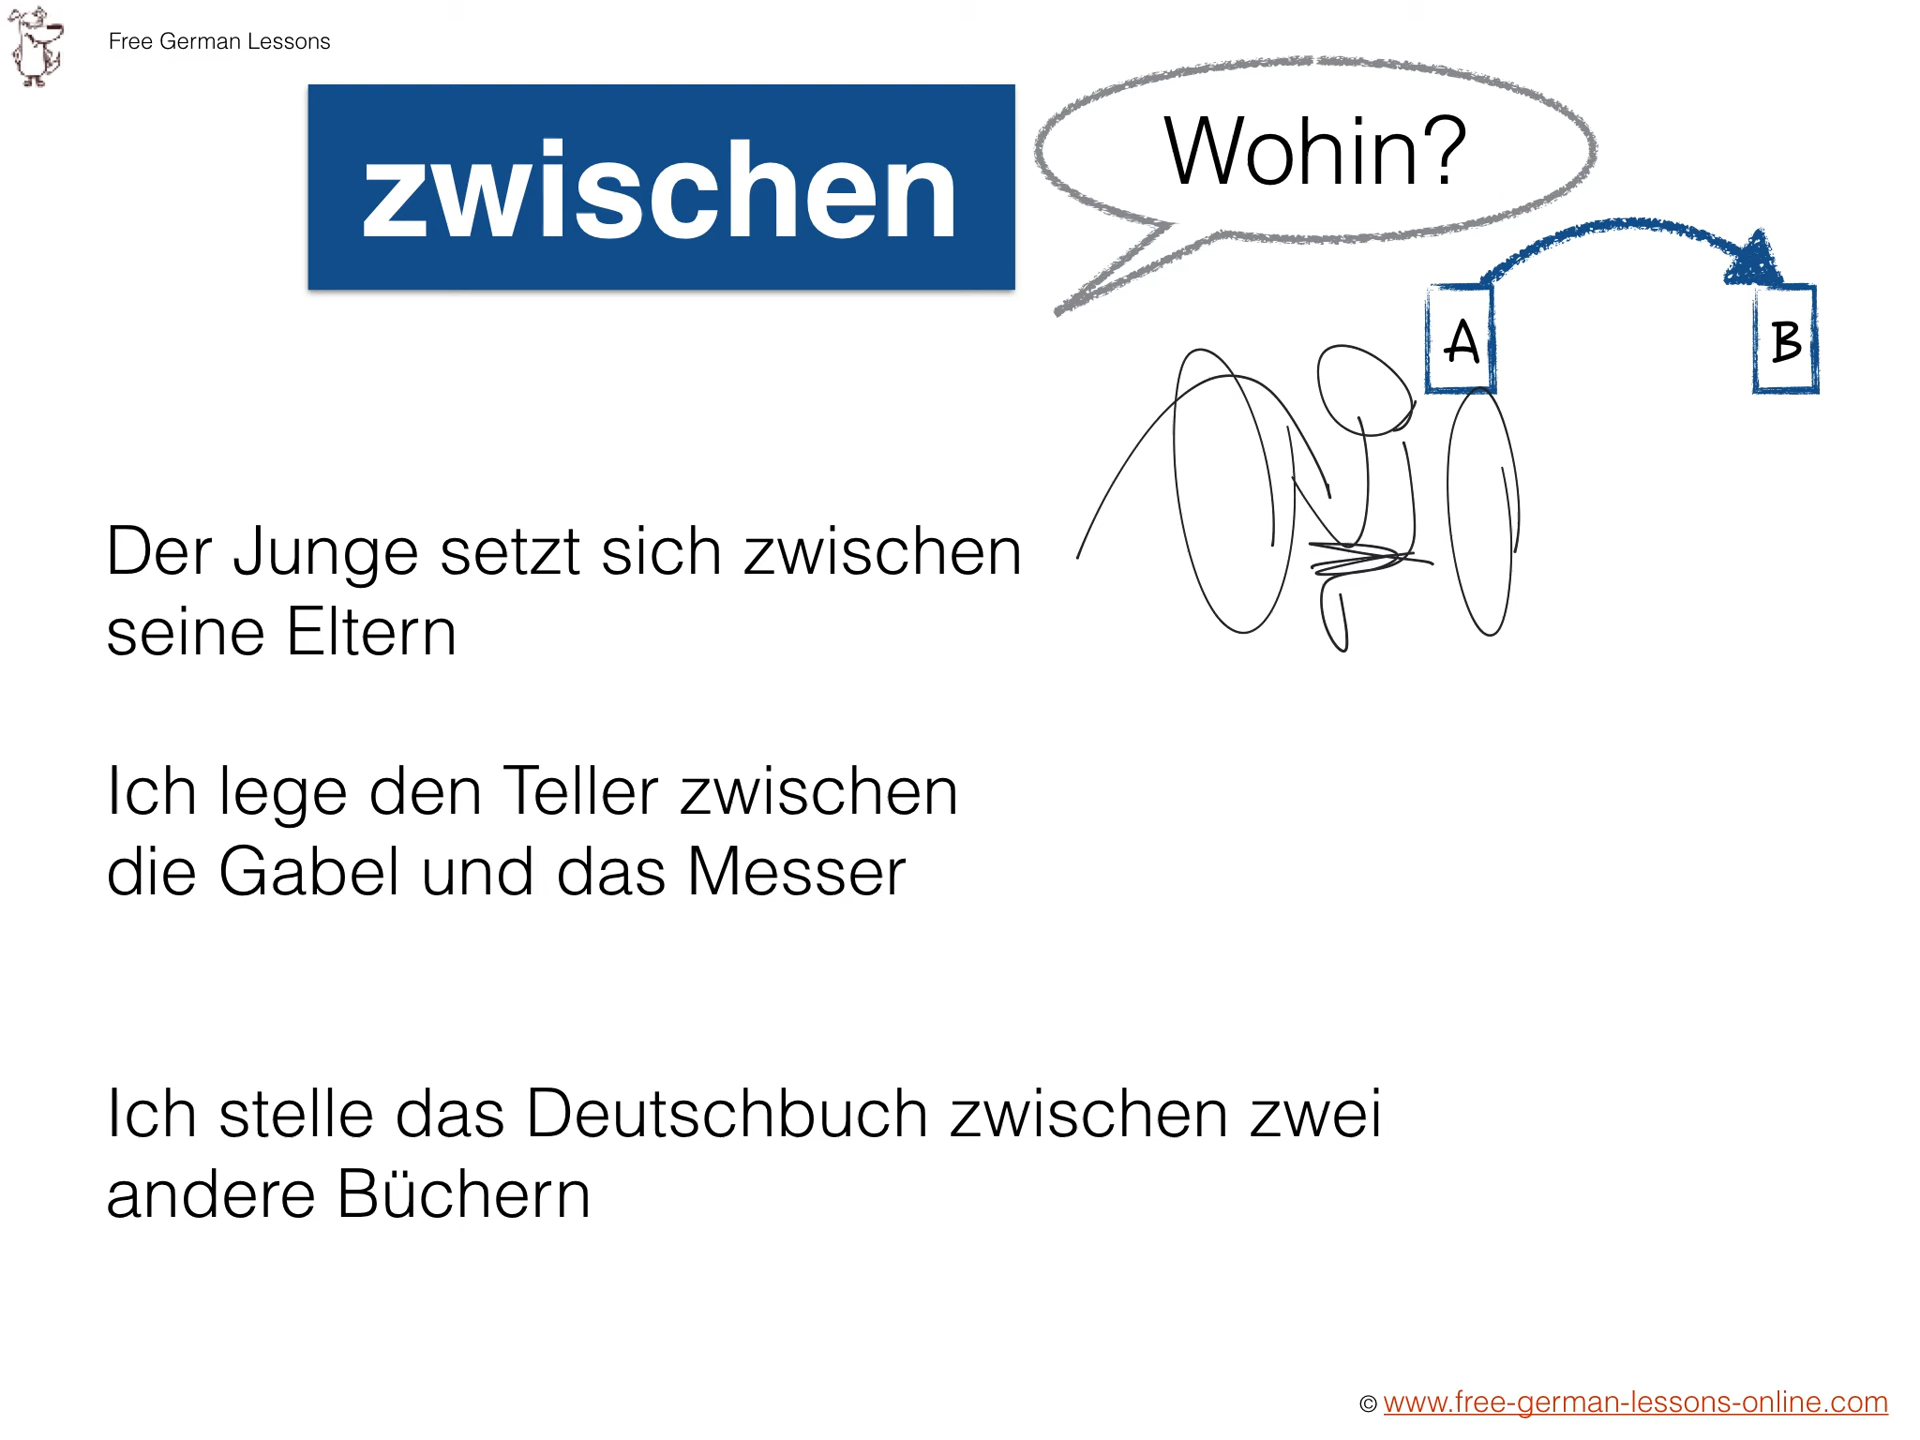 Free German Lessons
zwischen
Wohin?
A
B
Der Junge setzt sich zwischen
seine Eltern
Ich lege den Teller zwischen
die Gabel und das Messer
Ich stelle das Deutschbuch zwischen zwei
andere Büchern
© www.free-german-lessons-online.com